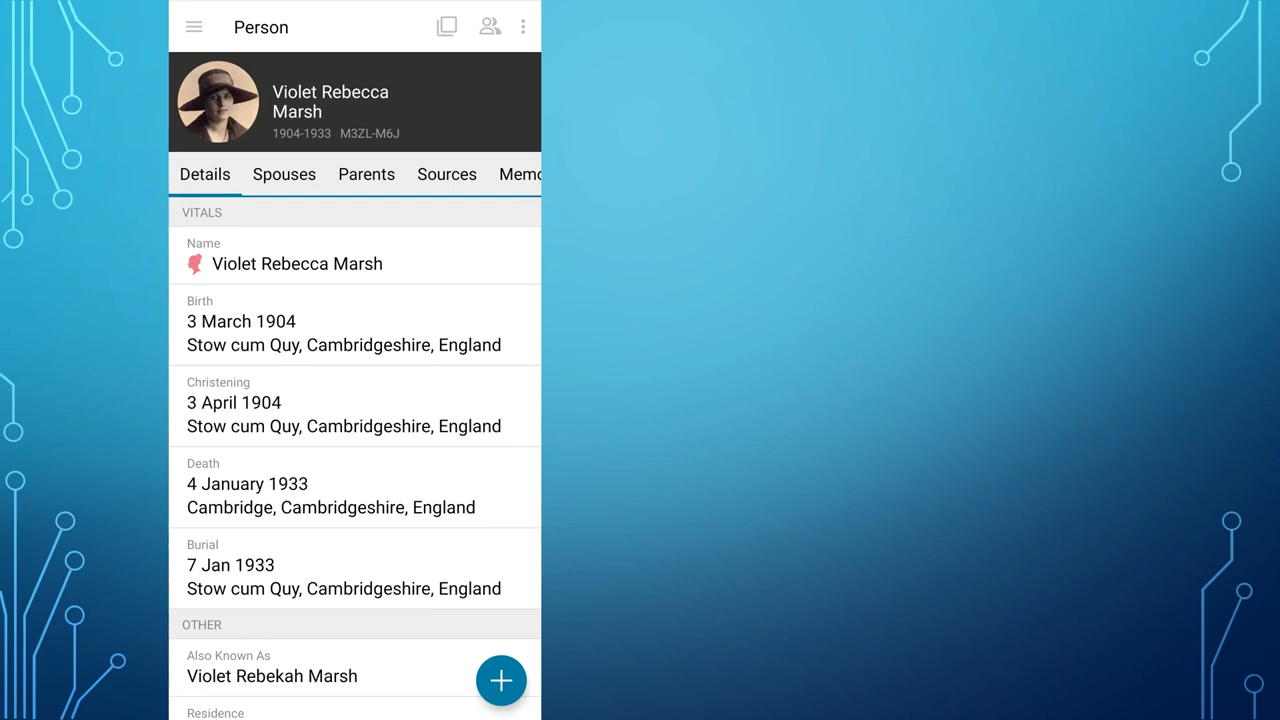 Person
Violet Rebecca
Marsh
1904-1933 M3ZL-M6J
Details Spouses Parents Sources Memo
VITALS
Name
Violet Rebecca Marsh
Birth
3 March 1904
Stow cum Quy, Cambridgeshire, England
Christening
3 April 1904
Stow cum Quy, Cambridgeshire, England
Death
4 January 1933
Cambridge, Cambridgeshire, England
Burial
7 Jan 1933
Stow cum Quy, Cambridgeshire, England
OTHER
Also Known As
Violet Rebekah Marsh
Residence